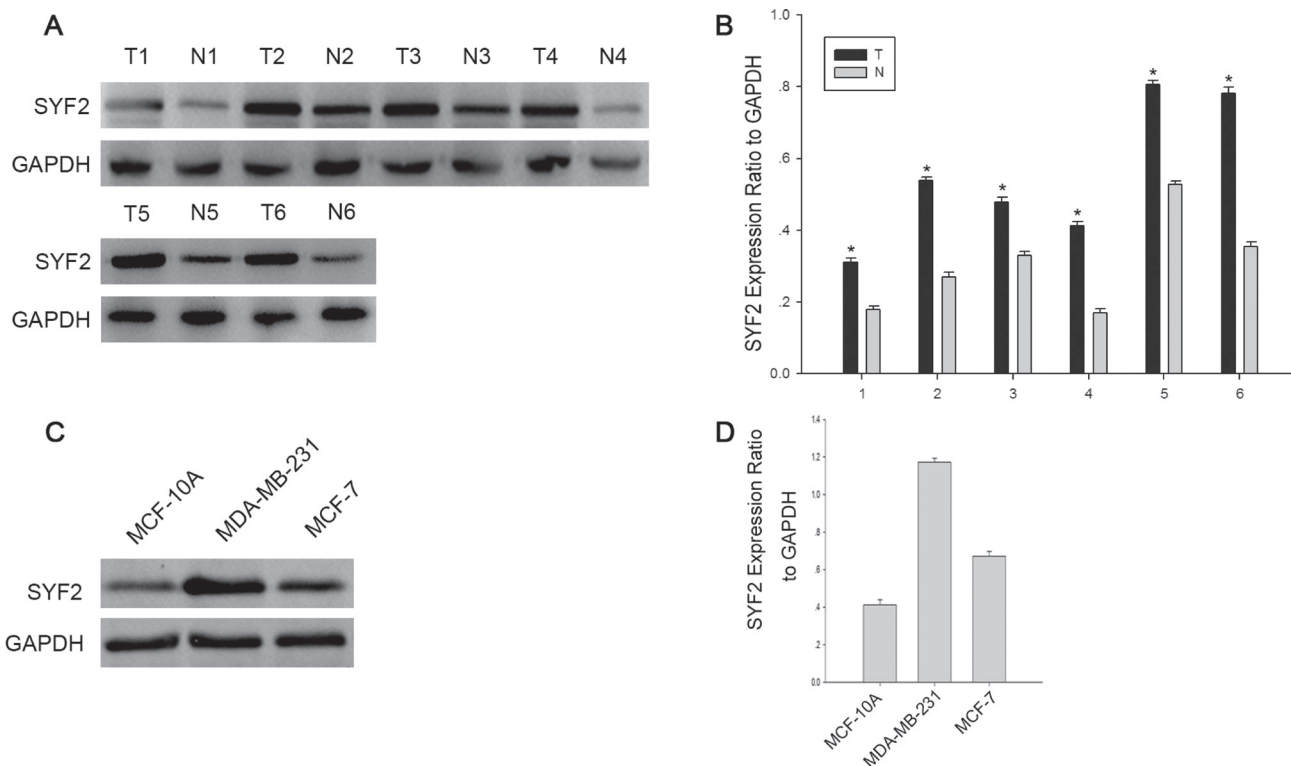 A
T1 N1 T2 N2 T3 N3 T4 N4
SYF2
GAPDH
T5 N5 T6 N6
SYF2
GAPDH
B
SYF2 Expression Ratio to GAPDH
1.0
.8
.6
.4
.2
0.0
T
N
*
*
*
*
*
*
1 2 3 4 5 6
C
MCF-10A MDA-MB-231 MCF-7
SYF2
GAPDH
D
SYF2 Expression Ratio
to GAPDH
1.4
1.2
1.0
.8
.6
.4
.2
0.0
MCF-10A MDA-MB-231 MCF-7